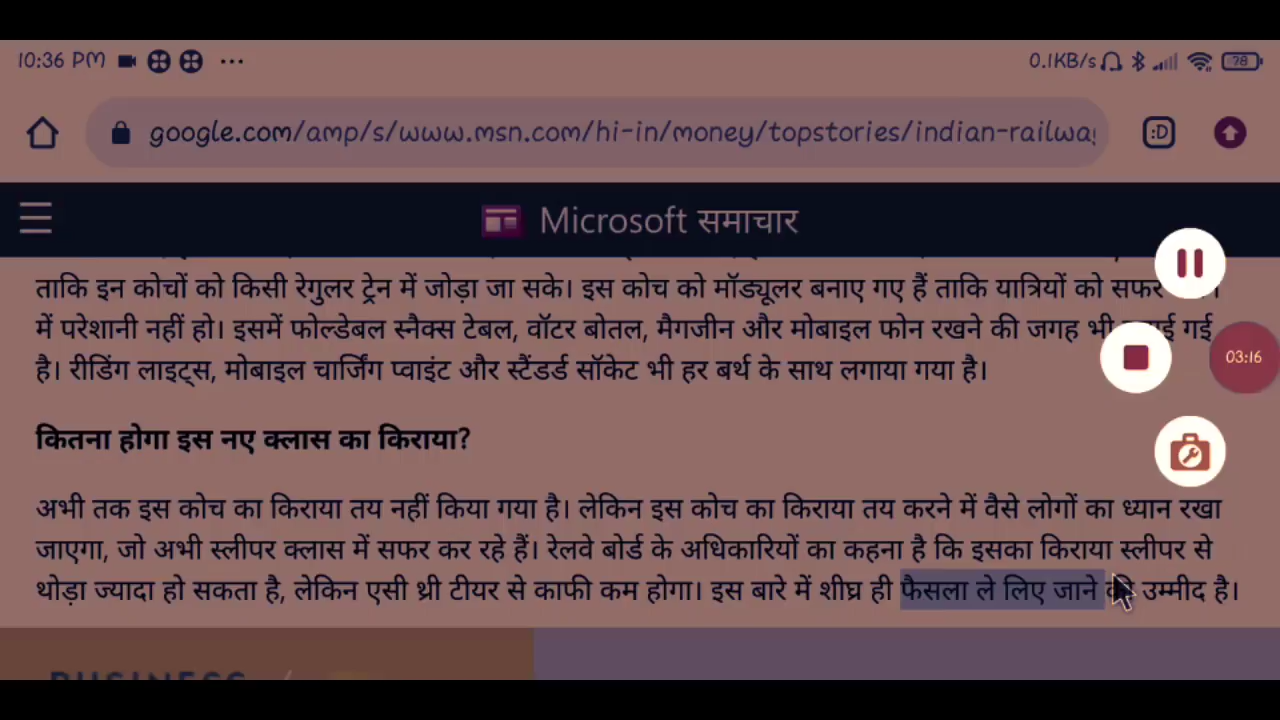 10:36 PM ... 0.1KB/s 78
google.com/amp/s/www.msn.com/hi-in/money/topstories/indian-railway :D
Microsoft समाचार
ताकि इन कोचों को किसी रेगुलर ट्रेन में जोड़ा जा सके। इस कोच को मॉड्यूलर बनाए गए हैं ताकि यात्रियों को सफर
में परेशानी नहीं हो। इसमें फोल्डेबल स्नैक्स टेबल, वॉटर बोतल, मैगजीन और मोबाइल फोन रखने की जगह भी गई
03:16
है। रीडिंग लाइट्स, मोबाइल चार्जिंग प्वाइंट और स्टैंडर्ड सॉकेट भी हर बर्थ के साथ लगाया गया है।
कितना होगा इस नए क्लास का किराया?
अभी तक इस कोच का किराया तय नहीं किया गया है। लेकिन इस कोच का किराया तय करने में वैसे लोगों का ध्यान रखा
जाएगा, जो अभी स्लीपर क्लास में सफर कर रहे हैं। रेलवे बोर्ड के अधिकारियों का कहना है कि इसका किराया स्लीपर से
थोड़ा ज्यादा हो सकता है, लेकिन एसी थ्री टीयर से काफी कम होगा। इस बारे में शीघ्र ही फैसला ले लिए जाने की उम्मीद है।